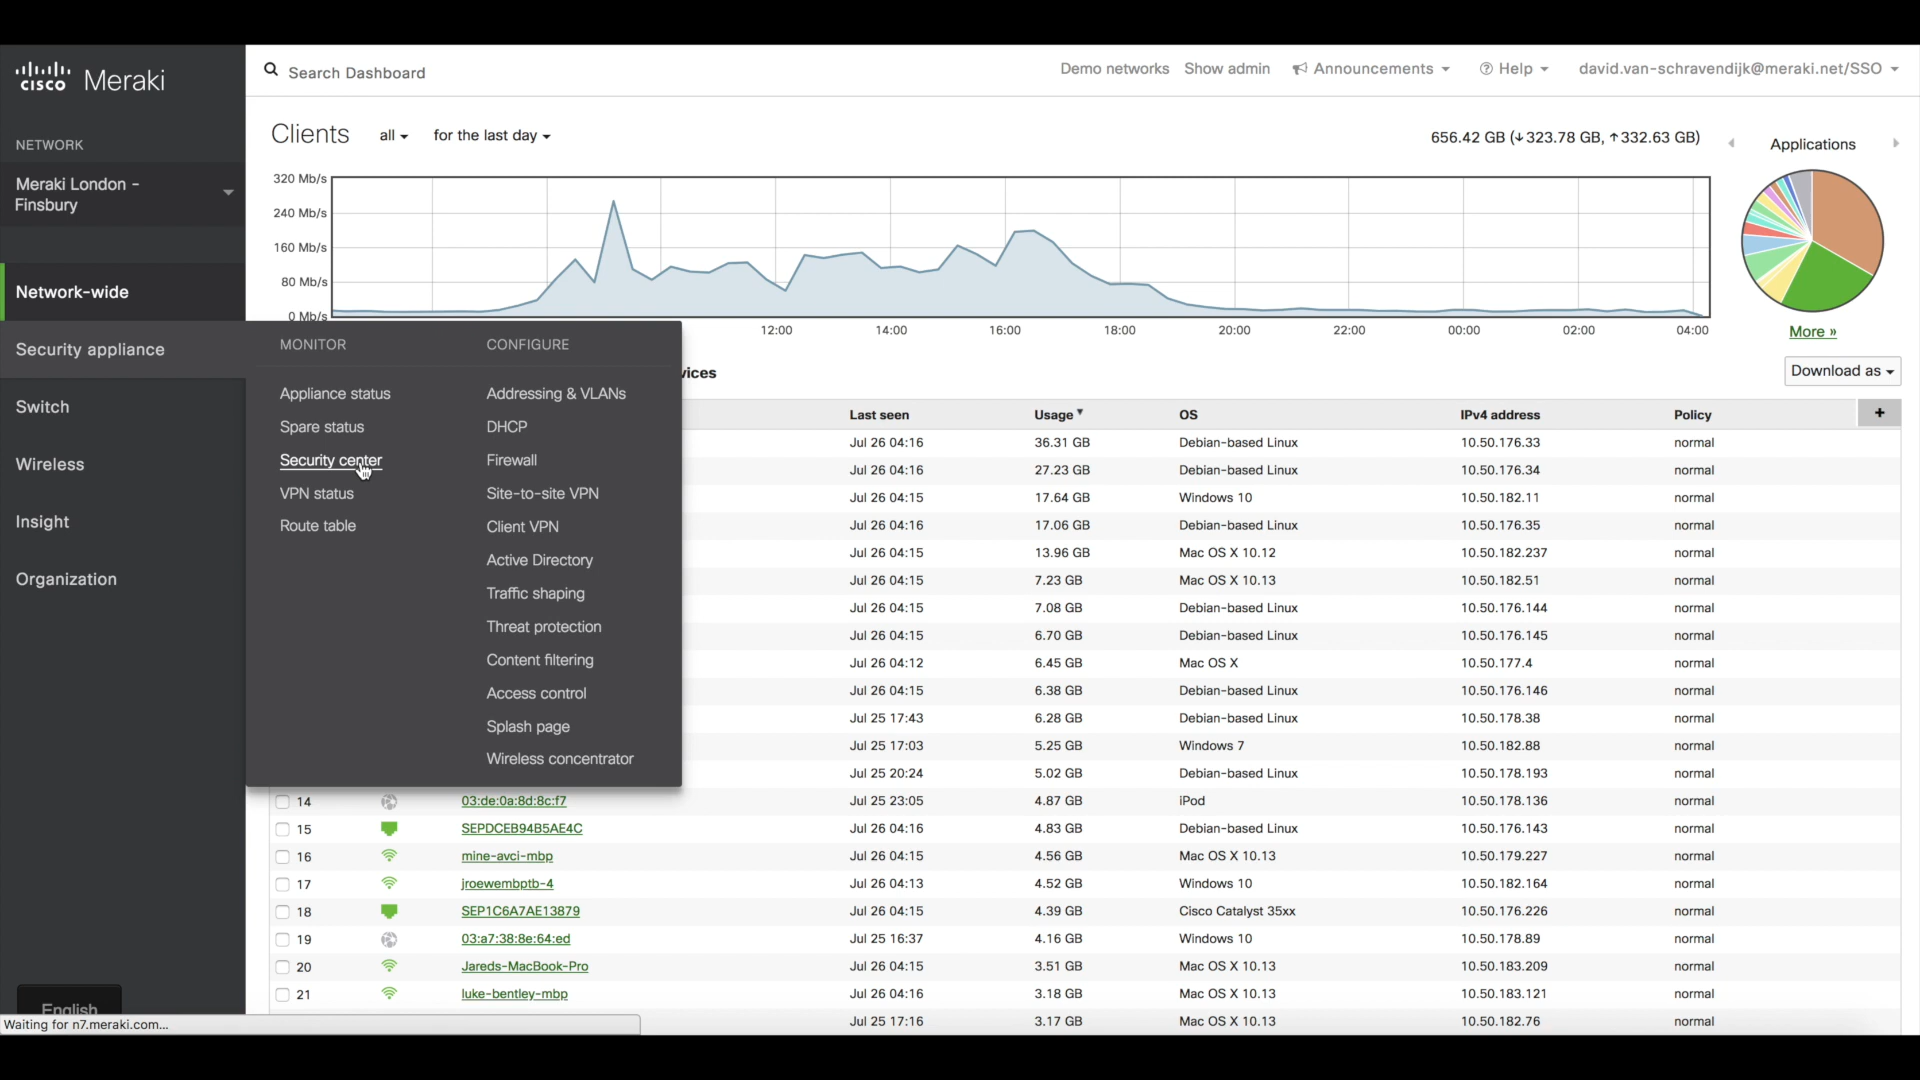 cisco Meraki
Search Dashboard
Demo networks Show admin Announcements Help david.van-schravendijk@meraki.net/SSO
NETWORK
Meraki London -
Finsbury
Network-wide
Security appliance
Switch
Wireless
Insight
Organization
English
Clients all for the last day
656.42 GB (↓323.78 GB, ↑332.63 GB)
Applications
320 Mb/s
240 Mb/s
160 Mb/s
80 Mb/s
0 Mb/s
12:00 14:00 16:00 18:00 20:00 22:00 00:00 02:00 04:00
More »
MONITOR
Appliance status
Spare status
Security center
VPN status
Route table
CONFIGURE
Addressing & VLANs
DHCP
Firewall
Site-to-site VPN
Client VPN
Active Directory
Traffic shaping
Threat protection
Content filtering
Access control
Splash page
Wireless concentrator
vices
Download as
Last seen Usage OS IPv4 address Policy +
Jul 26 04:16 36.31 GB Debian-based Linux 10.50.176.33 normal
Jul 26 04:16 27.23 GB Debian-based Linux 10.50.176.34 normal
Jul 26 04:15 17.64 GB Windows 10 10.50.182.11 normal
Jul 26 04:16 17.06 GB Debian-based Linux 10.50.176.35 normal
Jul 26 04:15 13.96 GB Mac OS X 10.12 10.50.182.237 normal
Jul 26 04:15 7.23 GB Mac OS X 10.13 10.50.182.51 normal
Jul 26 04:15 7.08 GB Debian-based Linux 10.50.176.144 normal
Jul 26 04:15 6.70 GB Debian-based Linux 10.50.176.145 normal
Jul 26 04:12 6.45 GB Mac OS X 10.50.177.4 normal
Jul 26 04:15 6.38 GB Debian-based Linux 10.50.176.146 normal
Jul 25 17:43 6.28 GB Debian-based Linux 10.50.178.38 normal
Jul 25 17:03 5.25 GB Windows 7 10.50.182.88 normal
Jul 25 20:24 5.02 GB Debian-based Linux 10.50.178.193 normal
14 03:de:0a:8d:8c:f7 Jul 25 23:05 4.87 GB iPod 10.50.178.136 normal
15 SEPDCEB94B5AE4C Jul 26 04:16 4.83 GB Debian-based Linux 10.50.176.143 normal
16 mine-avci-mbp Jul 26 04:15 4.56 GB Mac OS X 10.13 10.50.179.227 normal
17 jroewembptb-4 Jul 26 04:13 4.52 GB Windows 10 10.50.182.164 normal
18 SEP1C6A7AE13879 Jul 26 04:15 4.39 GB Cisco Catalyst 35xx 10.50.176.226 normal
19 03:a7:38:8e:64:ed Jul 25 16:37 4.16 GB Windows 10 10.50.178.89 normal
20 Jareds-MacBook-Pro Jul 26 04:15 3.51 GB Mac OS X 10.13 10.50.183.209 normal
21 luke-bentley-mbp Jul 26 04:16 3.18 GB Mac OS X 10.13 10.50.183.121 normal
Jul 25 17:16 3.17 GB Mac OS X 10.13 10.50.182.76 normal
Waiting for n7.meraki.com...